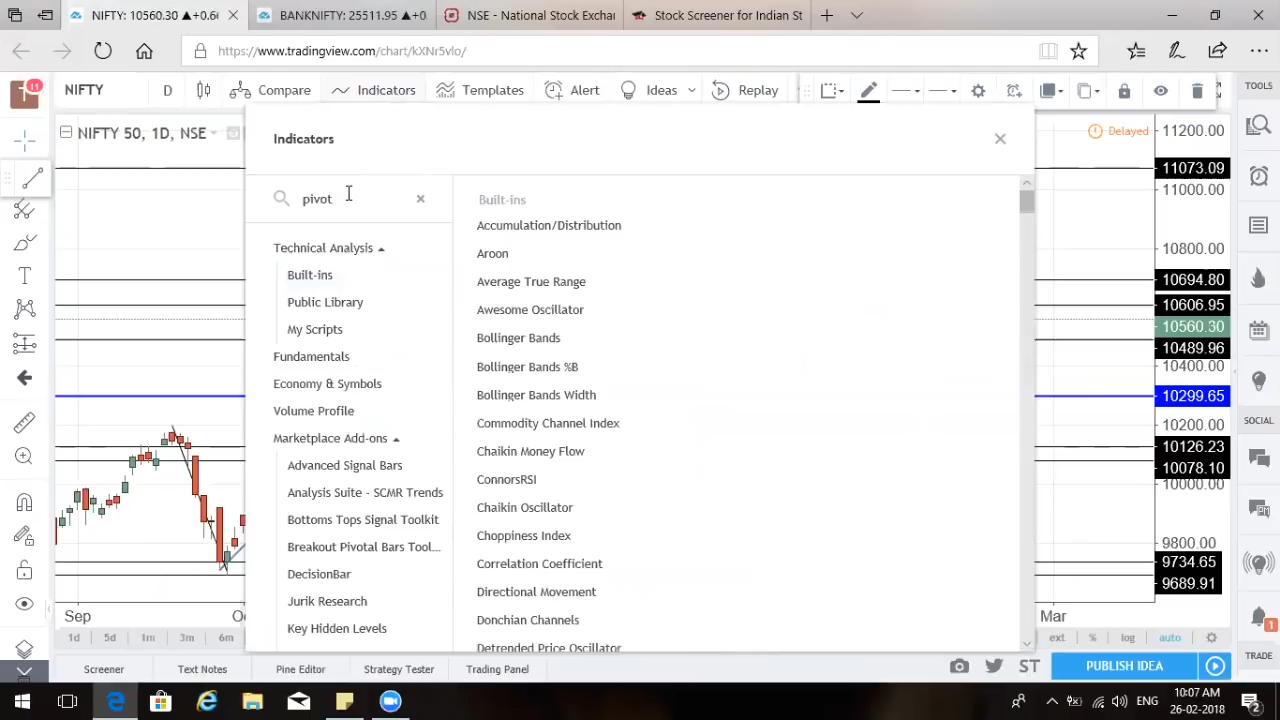 NIFTY: 10560.30 ▲+0.6
BANKNIFTY: 25511.95 ▲+0
NSE - National Stock Exchan
Stock Screener for Indian St
https://www.tradingview.com/chart/kXNr5vlo/
11
NIFTY
D
Compare
Indicators
Templates
Alert
Ideas
Replay
TOOLS
NIFTY 50, 1D, NSE
Delayed
Indicators
pivot
Technical Analysis
Built-ins
Public Library
My Scripts
Fundamentals
Economy & Symbols
Volume Profile
Marketplace Add-ons
Advanced Signal Bars
Analysis Suite - SCMR Trends
Bottoms Tops Signal Toolkit
Breakout Pivotal Bars Tool...
DecisionBar
Jurik Research
Key Hidden Levels
Built-ins
Accumulation/Distribution
Aroon
Average True Range
Awesome Oscillator
Bollinger Bands
Bollinger Bands %B
Bollinger Bands Width
Commodity Channel Index
Chaikin Money Flow
ConnorsRSI
Chaikin Oscillator
Choppiness Index
Correlation Coefficient
Directional Movement
Donchian Channels
Detrended Price Oscillator
11200.00
11073.09
11000.00
10800.00
10694.80
10606.95
10560.30
10489.96
10400.00
10299.65
10200.00
10126.23
10078.10
10000.00
9800.00
9734.65
9689.91
SOCIAL
1
TRADE
Sep
Oc
Mar
1d
5d
1m
3m
6m
ext
%
log
auto
Screener
Text Notes
Pine Editor
Strategy Tester
Trading Panel
ST
PUBLISH IDEA
ENG
10:07 AM
26-02-2018
2